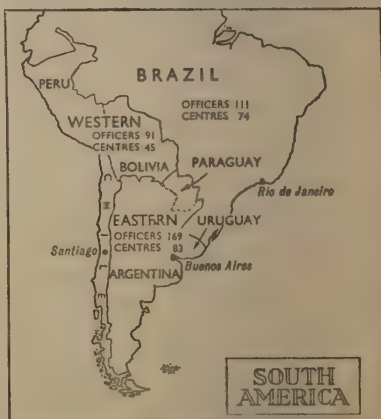 BRAZIL
PERU
OFFICERS 111
CENTRES 74
WESTERN
OFFICERS 91
CENTRES 45
BOLIVIA
PARAGUAY
Rio de Janeiro
CHILE
EASTERN
URUGUAY
OFFICERS 169
CENTRES 83
Santiago
Buenos Aires
ARGENTINA
SOUTH
AMERICA